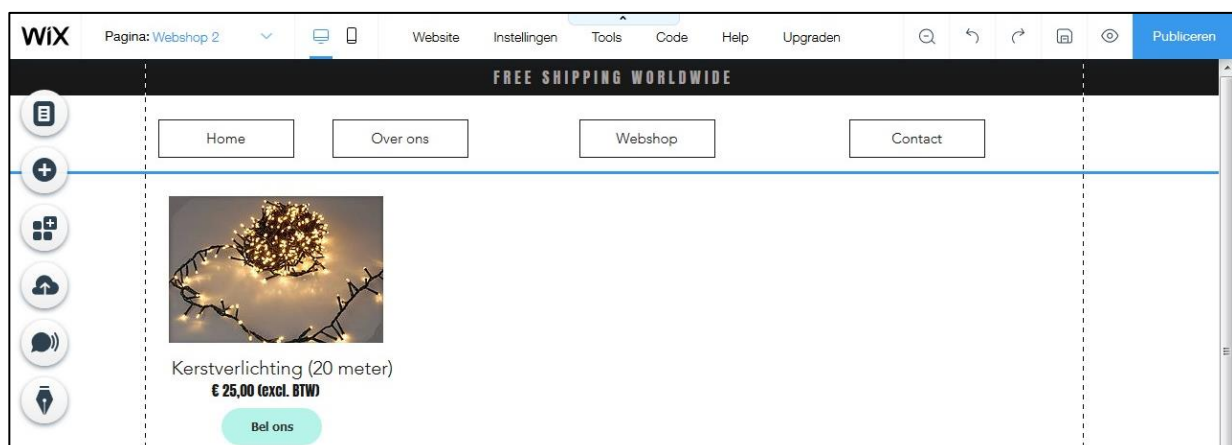 WiX Pagina: Webshop 2 Website Instellingen Tools Code Help Upgraden Publiceren
FREE SHIPPING WORLDWIDE
Home Over ons Webshop Contact
Kerstverlichting (20 meter)
€ 25,00 (excl. BTW)
Bel ons